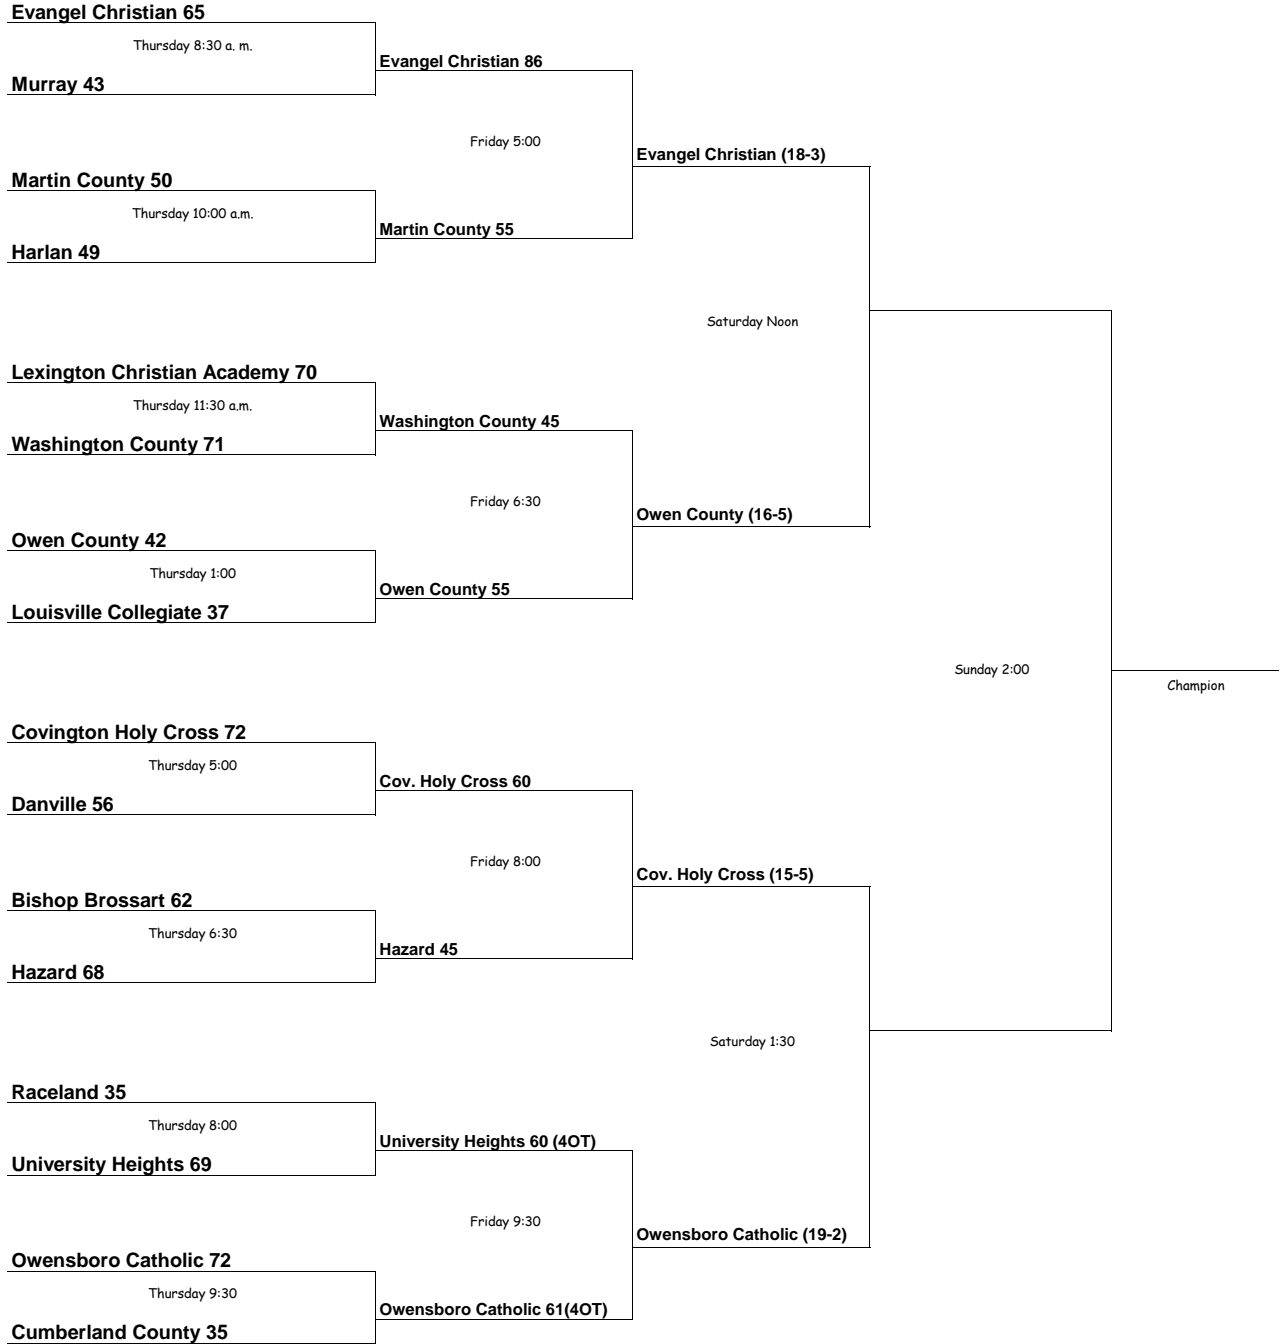 Evangel Christian 65
Thursday 8:30 a. m.
Evangel Christian 86
Murray 43
Friday 5:00
Evangel Christian (18-3)
Martin County 50
Thursday 10:00 a.m.
Martin County 55
Harlan 49
Saturday Noon
Lexington Christian Academy 70
Thursday 11:30 a.m.
Washington County 45
Washington County 71
Friday 6:30
Owen County (16-5)
Owen County 42
Thursday 1:00
Owen County 55
Louisville Collegiate 37
Sunday 2:00
Champion
Covington Holy Cross 72
Thursday 5:00
Cov. Holy Cross 60
Danville 56
Friday 8:00
Cov. Holy Cross (15-5)
Bishop Brossart 62
Thursday 6:30
Hazard 45
Hazard 68
Saturday 1:30
Raceland 35
Thursday 8:00
University Heights 60 (4OT)
University Heights 69
Friday 9:30
Owensboro Catholic (19-2)
Owensboro Catholic 72
Thursday 9:30
Owensboro Catholic 61(4OT)
Cumberland County 35